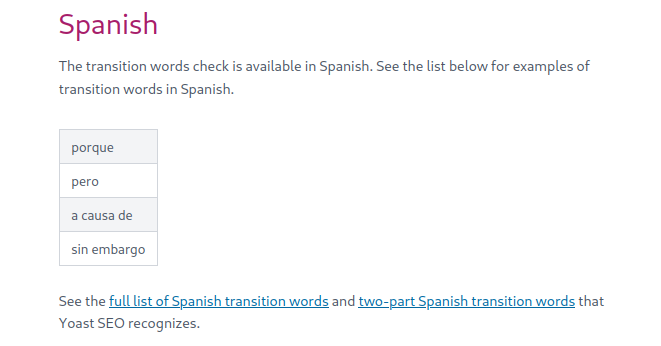 Spanish
The transition words check is available in Spanish. See the list below for examples of
transition words in Spanish.
porque
pero
a causa de
sin embargo
See the full list of Spanish transition words and two-part Spanish transition words that
Yoast SEO recognizes.